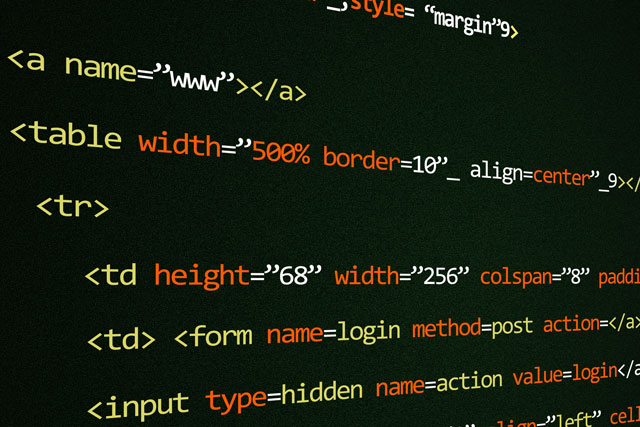 _,style= “margin”9>
<a name=”www”></a>
<table width=”500% border=10”_ align=center”_9></
<tr>
<td height=”68” width=”256” colspan=”8” paddi
<td> <form name=login method=post action=</a>
<input type=hidden name=action value=login</a
align=”left” cell